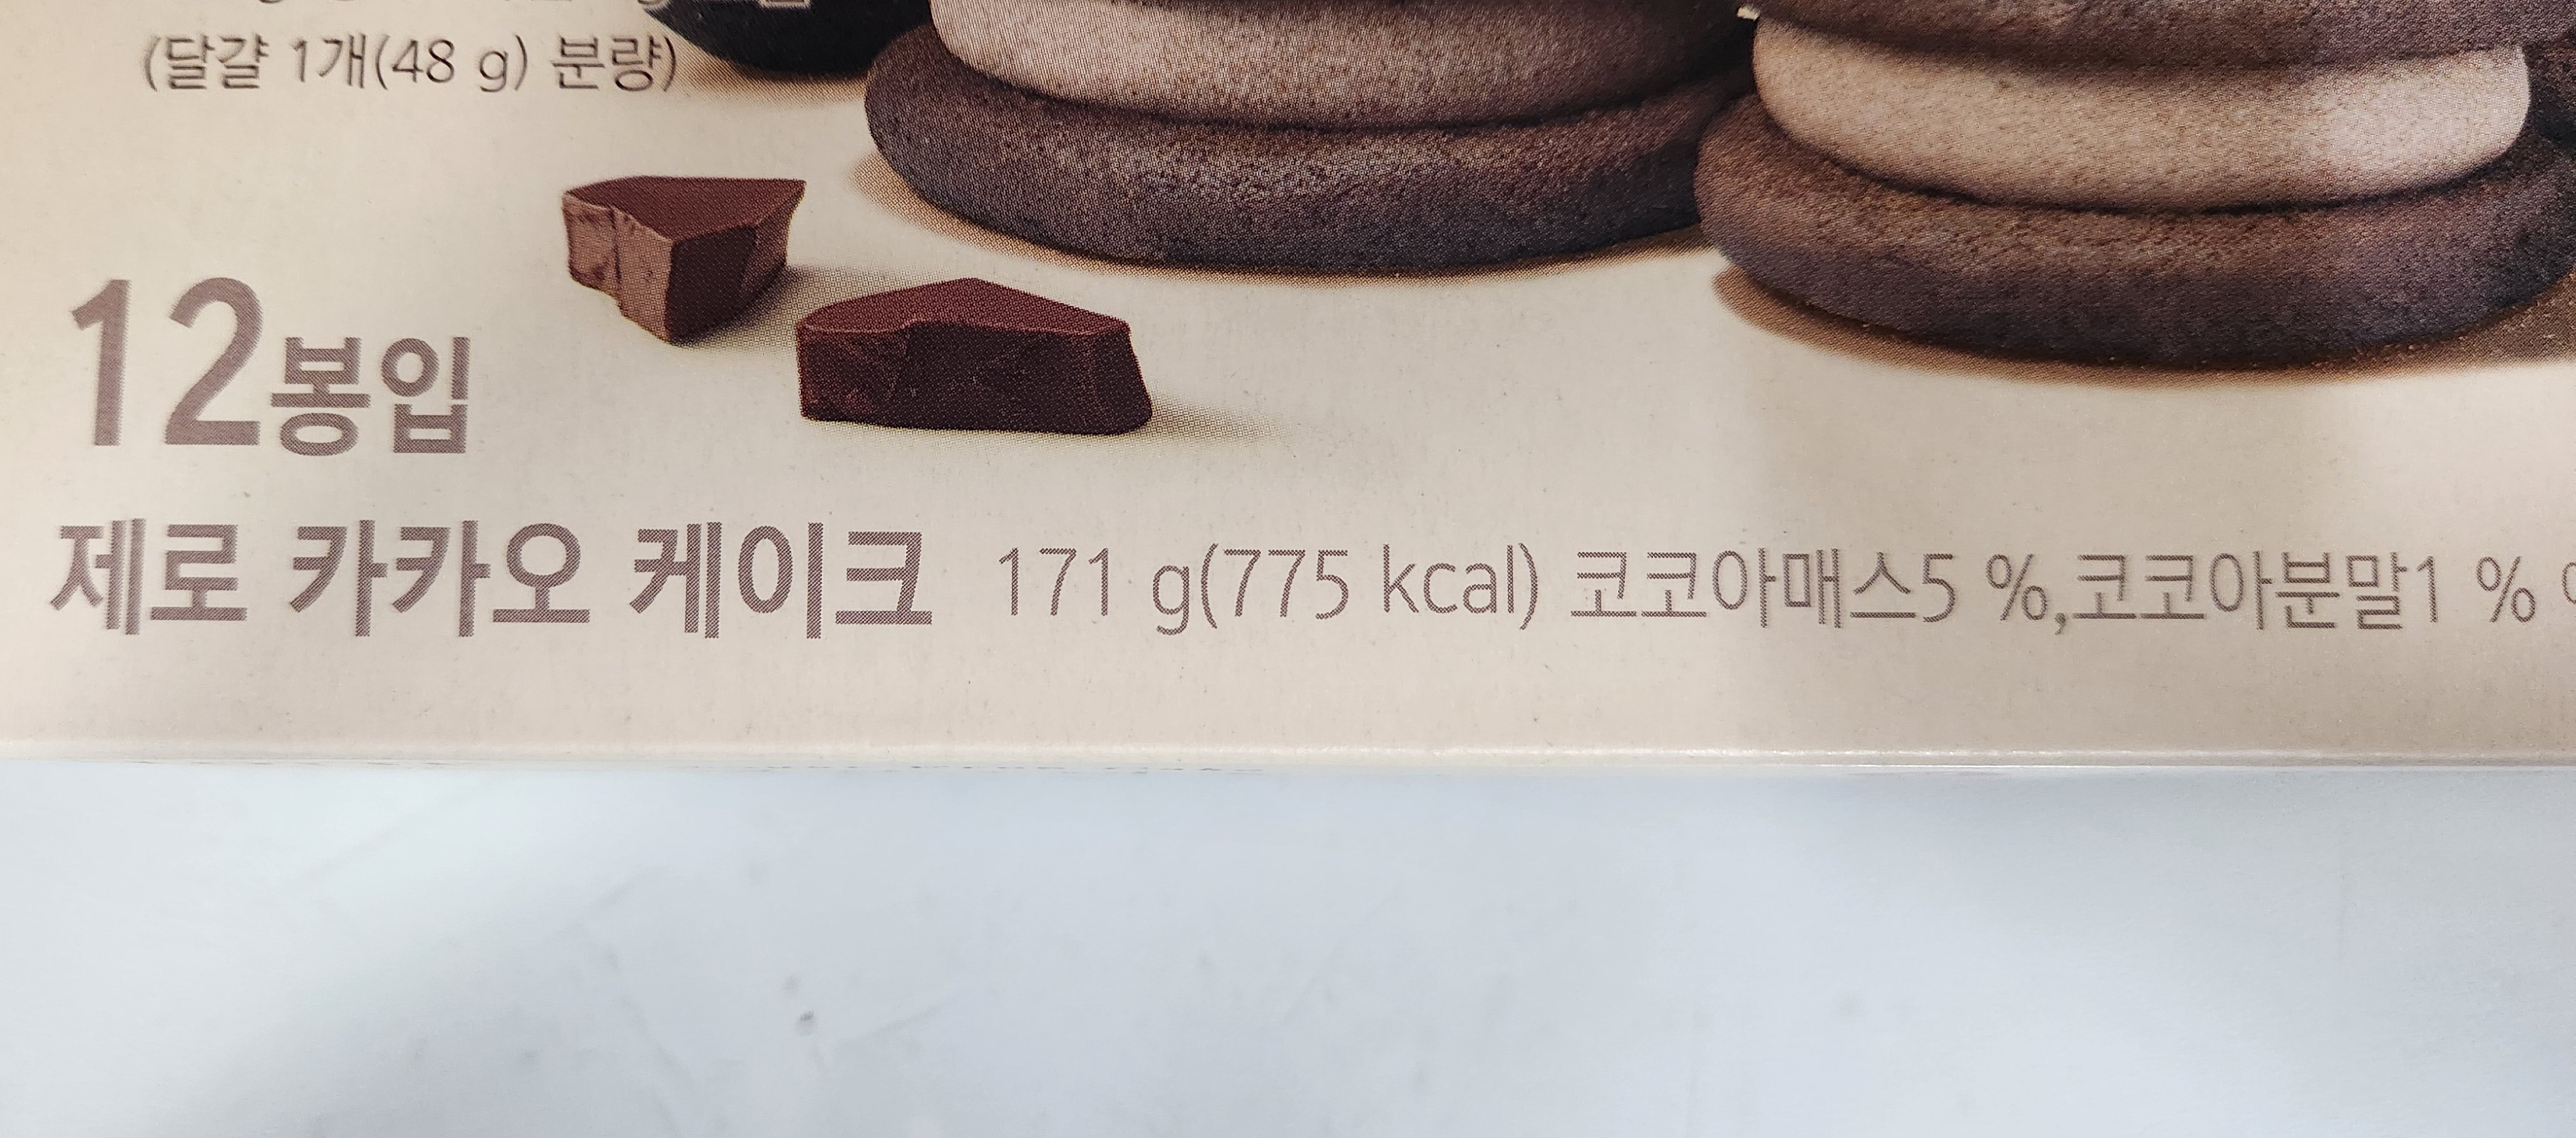 (달걀 1개(48 g) 분량)
12봉입
제로 카카오 케이크 171 g(775 kcal) 코코아매스5 %,코코아분말1 %